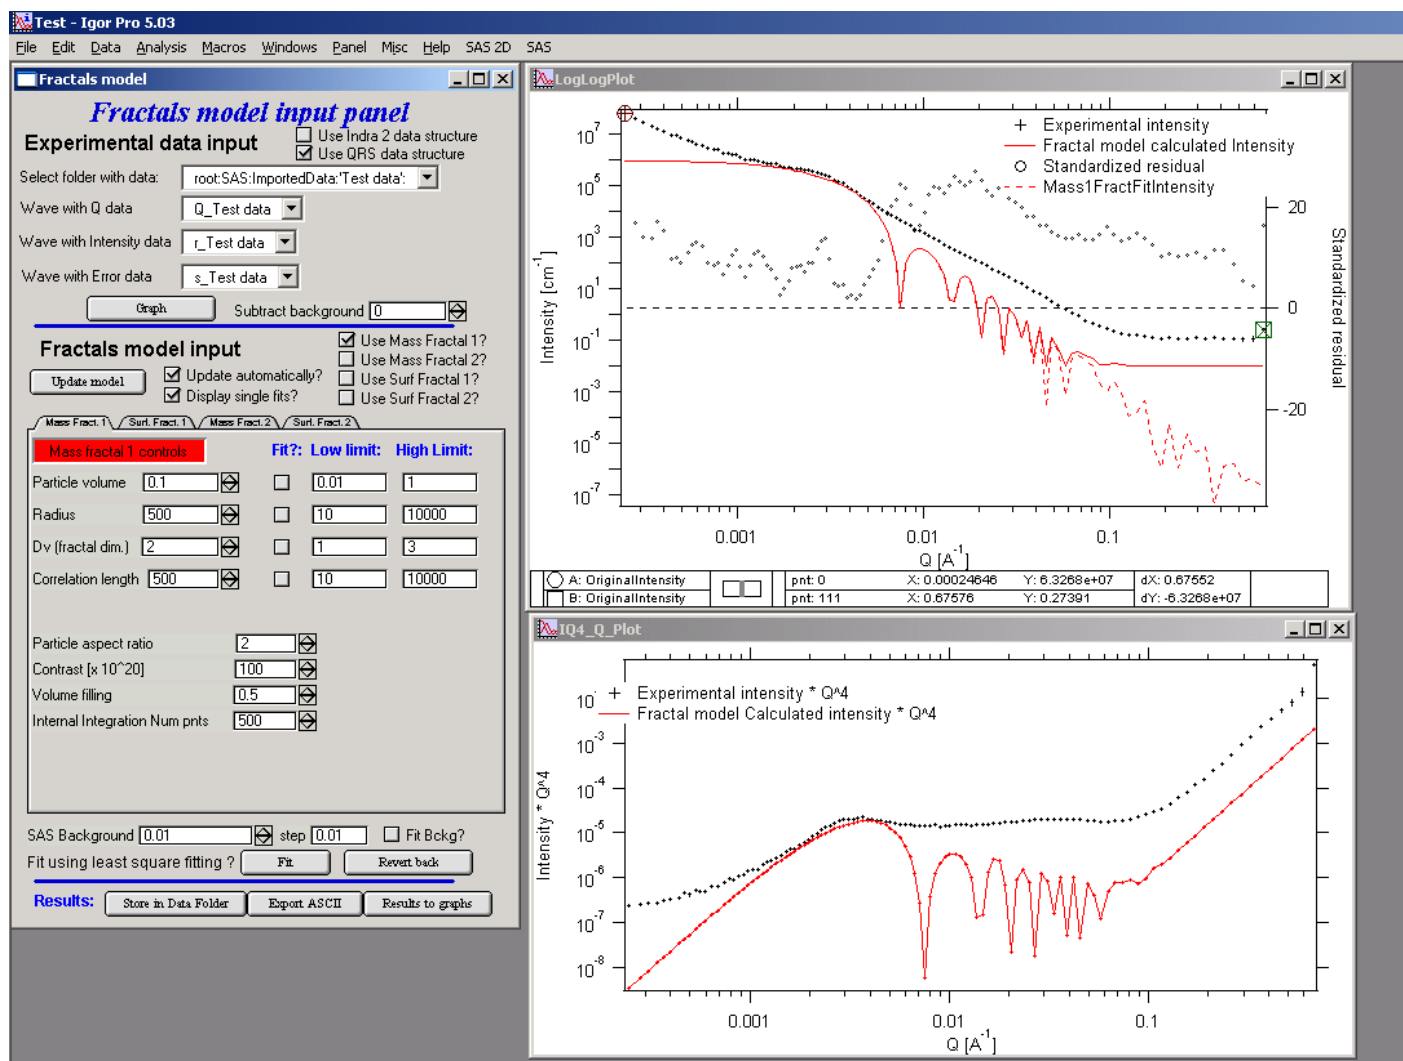 Test - Igor Pro 5.03
File Edit Data Analysis Macros Windows Panel Misc Help SAS 2D SAS
Fractals model
Fractals model input panel
Experimental data input
Use Indra 2 data structure
Use QRS data structure
Select folder with data: root:SAS:ImportedData:'Test data':
Wave with Q data Q_Test data
Wave with Intensity data r_Test data
Wave with Error data s_Test data
Graph Subtract background 0
Fractals model input
Use Mass Fractal 1?
Use Mass Fractal 2?
Use Surf Fractal 1?
Use Surf Fractal 2?
Update model Update automatically?
Display single fits?
Mass Fract. 1 Surf. Fract. 1 Mass Fract. 2 Surf. Fract. 2
Mass fractal 1 controls Fit?: Low limit: High Limit:
Particle volume 0.1 0.01 1
Radius 500 10 10000
Dv (fractal dim.) 2 1 3
Correlation length 500 10 10000
Particle aspect ratio 2
Contrast [x 10^20] 100
Volume filling 0.5
Internal Integration Num pnts 500
SAS Background 0.01 step 0.01 Fit Bckg?
Fit using least square fitting ? Fit Revert back
Results: Store in Data Folder Export ASCII Results to graphs
LogLogPlot
0.001 0.01 0.1
Experimental intensity
Fractal model calculated Intensity
Standardized residual
Mass1FractFitIntensity
Intensity [cm-1]
10^7
10^5
10^3
10^1
10^-1
10^-3
10^-5
10^-7
20
0
-20
Standardized residual
0.001 0.01 0.1
Q [A-1]
A: OriginalIntensity pnt: 0 X: 0.00024646 Y: 6.3268e+07 dX: 0.67552
B: OriginalIntensity pnt: 111 X: 0.67576 Y: 0.27391 dY: -6.3268e+07
IQ4_Q_Plot
Experimental intensity * Q^4
Fractal model Calculated intensity * Q^4
Intensity * Q^4
10
10^-3
10^-4
10^-5
10^-6
10^-7
10^-8
0.001 0.01 0.1
Q [A-1]